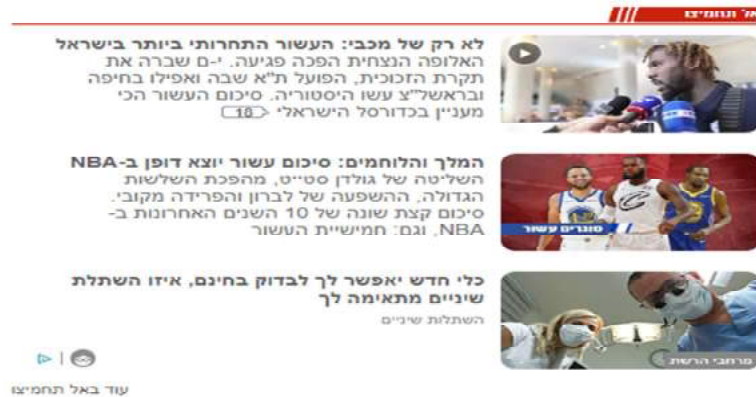 אל תחמיצו
לא רק של מכבי: העשור התחרותי ביותר בישראל
האלופה הנצחית הפכה פגיעה. י-ם שברה את
תקרת הזכוכית, הפועל ת"א שבה ואפילו בחיפה
ובראשל"צ עשו היסטוריה. סיכום העשור הכי
מעניין בכדורסל הישראלי 18
המלך והלוחמים: סיכום עשור יוצא דופן ב-NBA
השליטה של גולדן סטייט, מהפכת השלשות
הגדולה, ההשפעה של לברון והפרידה מקובי.
סיכום קצת שונה של 10 השנים האחרונות ב-
NBA, וגם: חמישיית העשור
סוגרים עשור
כלי חדש יאפשר לך לבדוק בחינם, איזו השתלת
שיניים מתאימה לך
השתלות שיניים
מרחבי הרשת
עוד באל תחמיצו